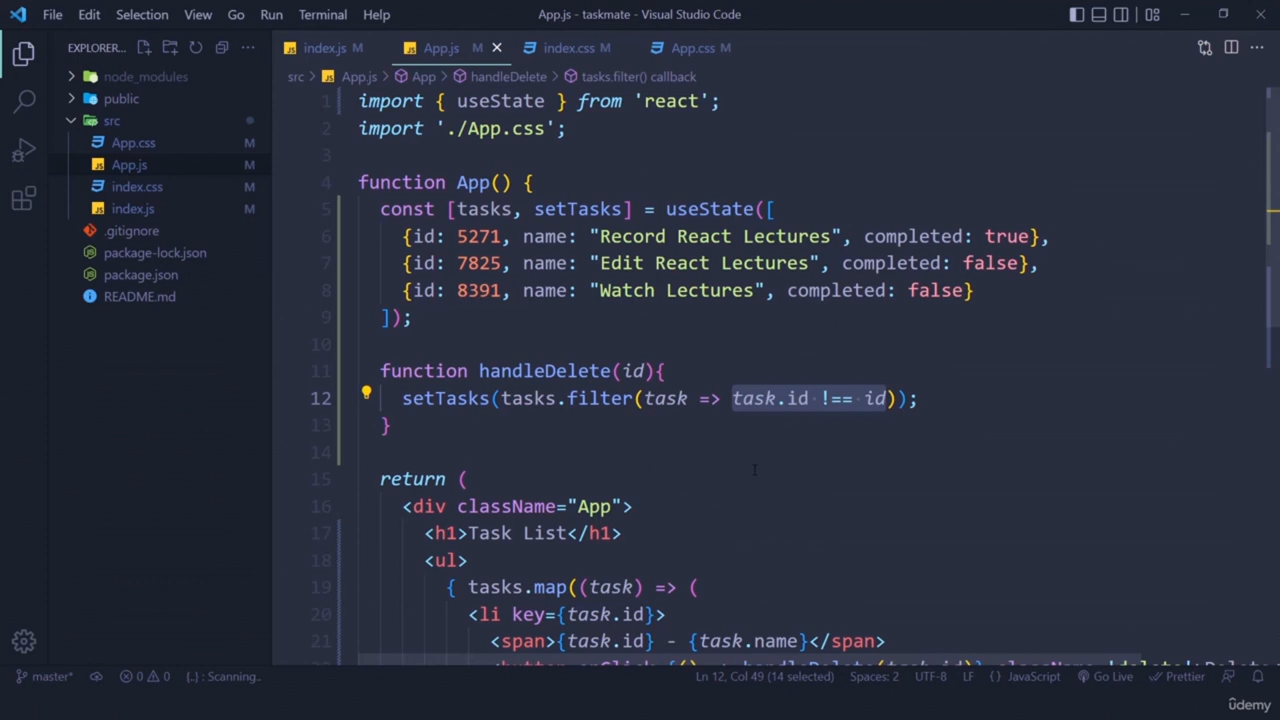 File Edit Selection View Go Run Terminal Help App.js - taskmate - Visual Studio Code
EXPLORER...
index.js M App.js M index.css M App.css M
node_modules
public
src
App.css M
App.js M
index.css M
index.js M
.gitignore
package-lock.json
package.json
README.md
src > App.js > App > handleDelete > tasks.filter() callback
1 import { useState } from 'react';
2 import './App.css';
3
4 function App() {
5 const [tasks, setTasks] = useState([
6 {id: 5271, name: "Record React Lectures", completed: true},
7 {id: 7825, name: "Edit React Lectures", completed: false},
8 {id: 8391, name: "Watch Lectures", completed: false}
9 ]);
10
11 function handleDelete(id){
12 setTasks(tasks.filter(task => task.id !== id));
13 }
14
15 return (
16 <div className="App">
17 <h1>Task List</h1>
18 <ul>
19 { tasks.map((task) => (
20 <li key={task.id}>
21 <span>{task.id} - {task.name}</span>
master* 0 0 {..} : Scanning.. Ln 12, Col 49 (14 selected) Spaces: 2 UTF-8 LF { } JavaScript Go Live Prettier
udemy